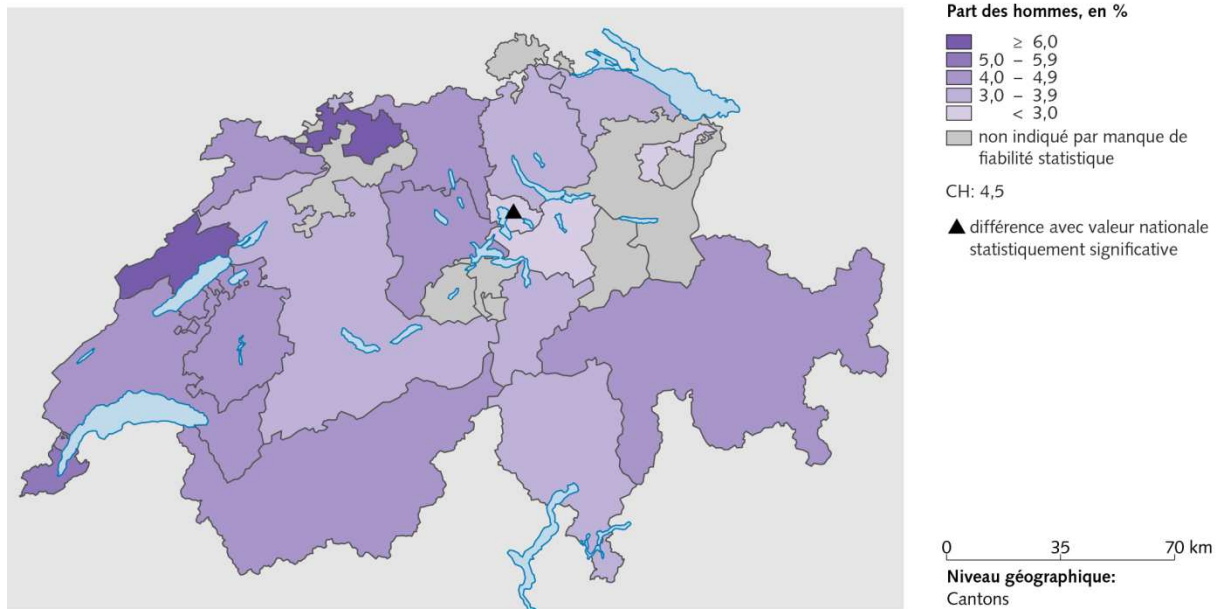 Part des hommes, en %
≥ 6,0
5,0 – 5,9
4,0 – 4,9
3,0 – 3,9
< 3,0
non indiqué par manque de
fiabilité statistique
CH: 4,5
▲ différence avec valeur nationale
statistiquement significative
0 35 70 km
Niveau géographique:
Cantons